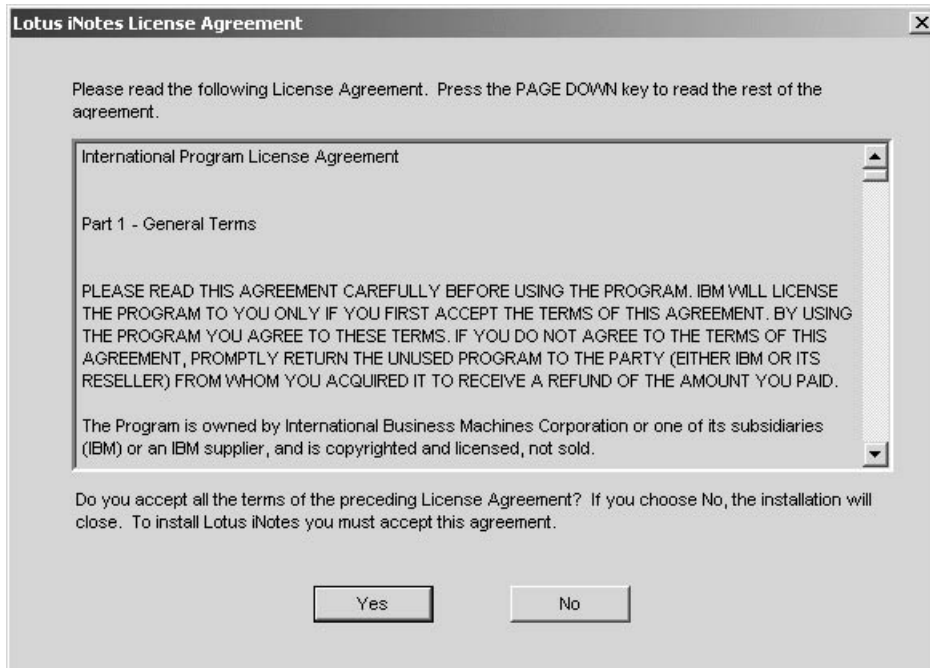 Lotus iNotes License Agreement
Please read the following License Agreement. Press the PAGE DOWN key to read the rest of the
agreement.
International Program License Agreement
Part 1 - General Terms
PLEASE READ THIS AGREEMENT CAREFULLY BEFORE USING THE PROGRAM. IBM WILL LICENSE
THE PROGRAM TO YOU ONLY IF YOU FIRST ACCEPT THE TERMS OF THIS AGREEMENT. BY USING
THE PROGRAM YOU AGREE TO THESE TERMS. IF YOU DO NOT AGREE TO THE TERMS OF THIS
AGREEMENT, PROMPTLY RETURN THE UNUSED PROGRAM TO THE PARTY (EITHER IBM OR ITS
RESELLER) FROM WHOM YOU ACQUIRED IT TO RECEIVE A REFUND OF THE AMOUNT YOU PAID.
The Program is owned by International Business Machines Corporation or one of its subsidiaries
(IBM) or an IBM supplier, and is copyrighted and licensed, not sold.
Do you accept all the terms of the preceding License Agreement? If you choose No, the installation will
close. To install Lotus iNotes you must accept this agreement.
Yes
No